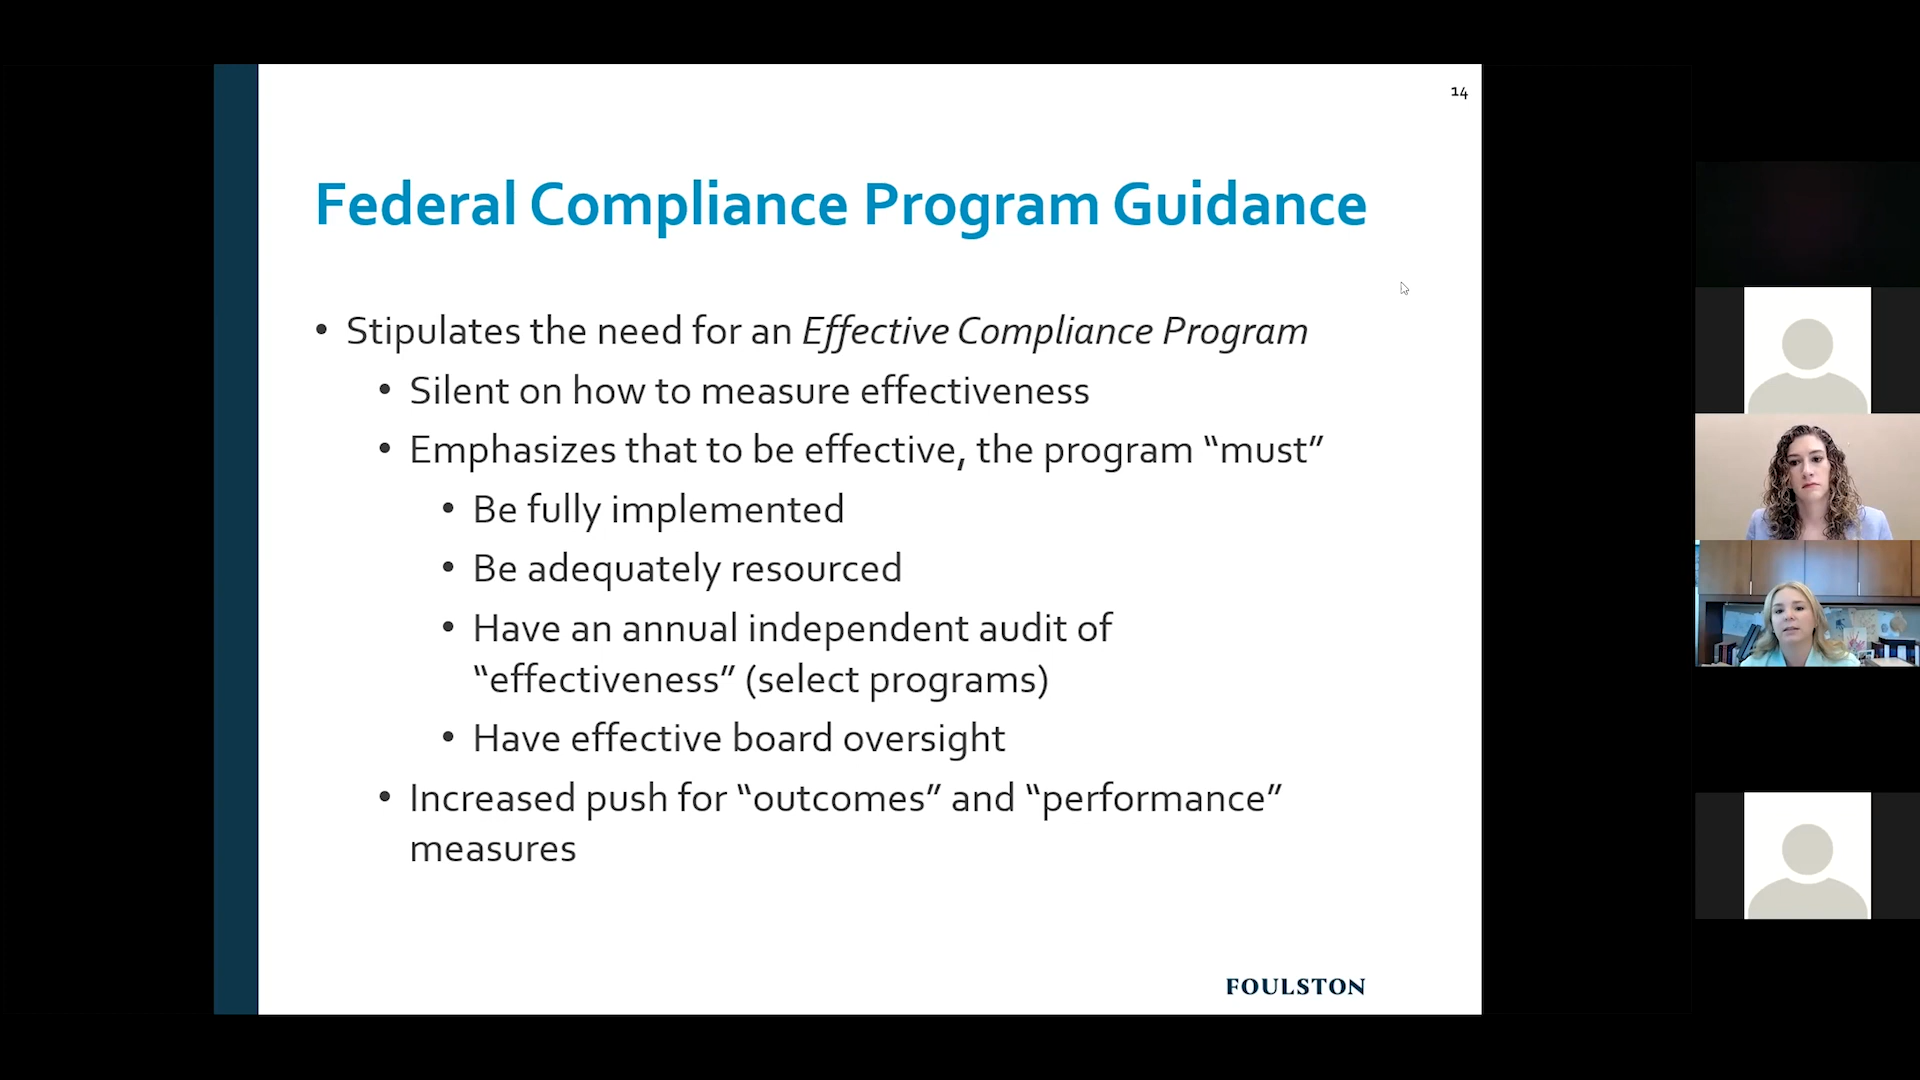 14
Federal Compliance Program Guidance
• Stipulates the need for an Effective Compliance Program
• Silent on how to measure effectiveness
• Emphasizes that to be effective, the program “must”
• Be fully implemented
• Be adequately resourced
• Have an annual independent audit of
“effectiveness” (select programs)
• Have effective board oversight
• Increased push for “outcomes” and “performance”
measures
FOULSTON